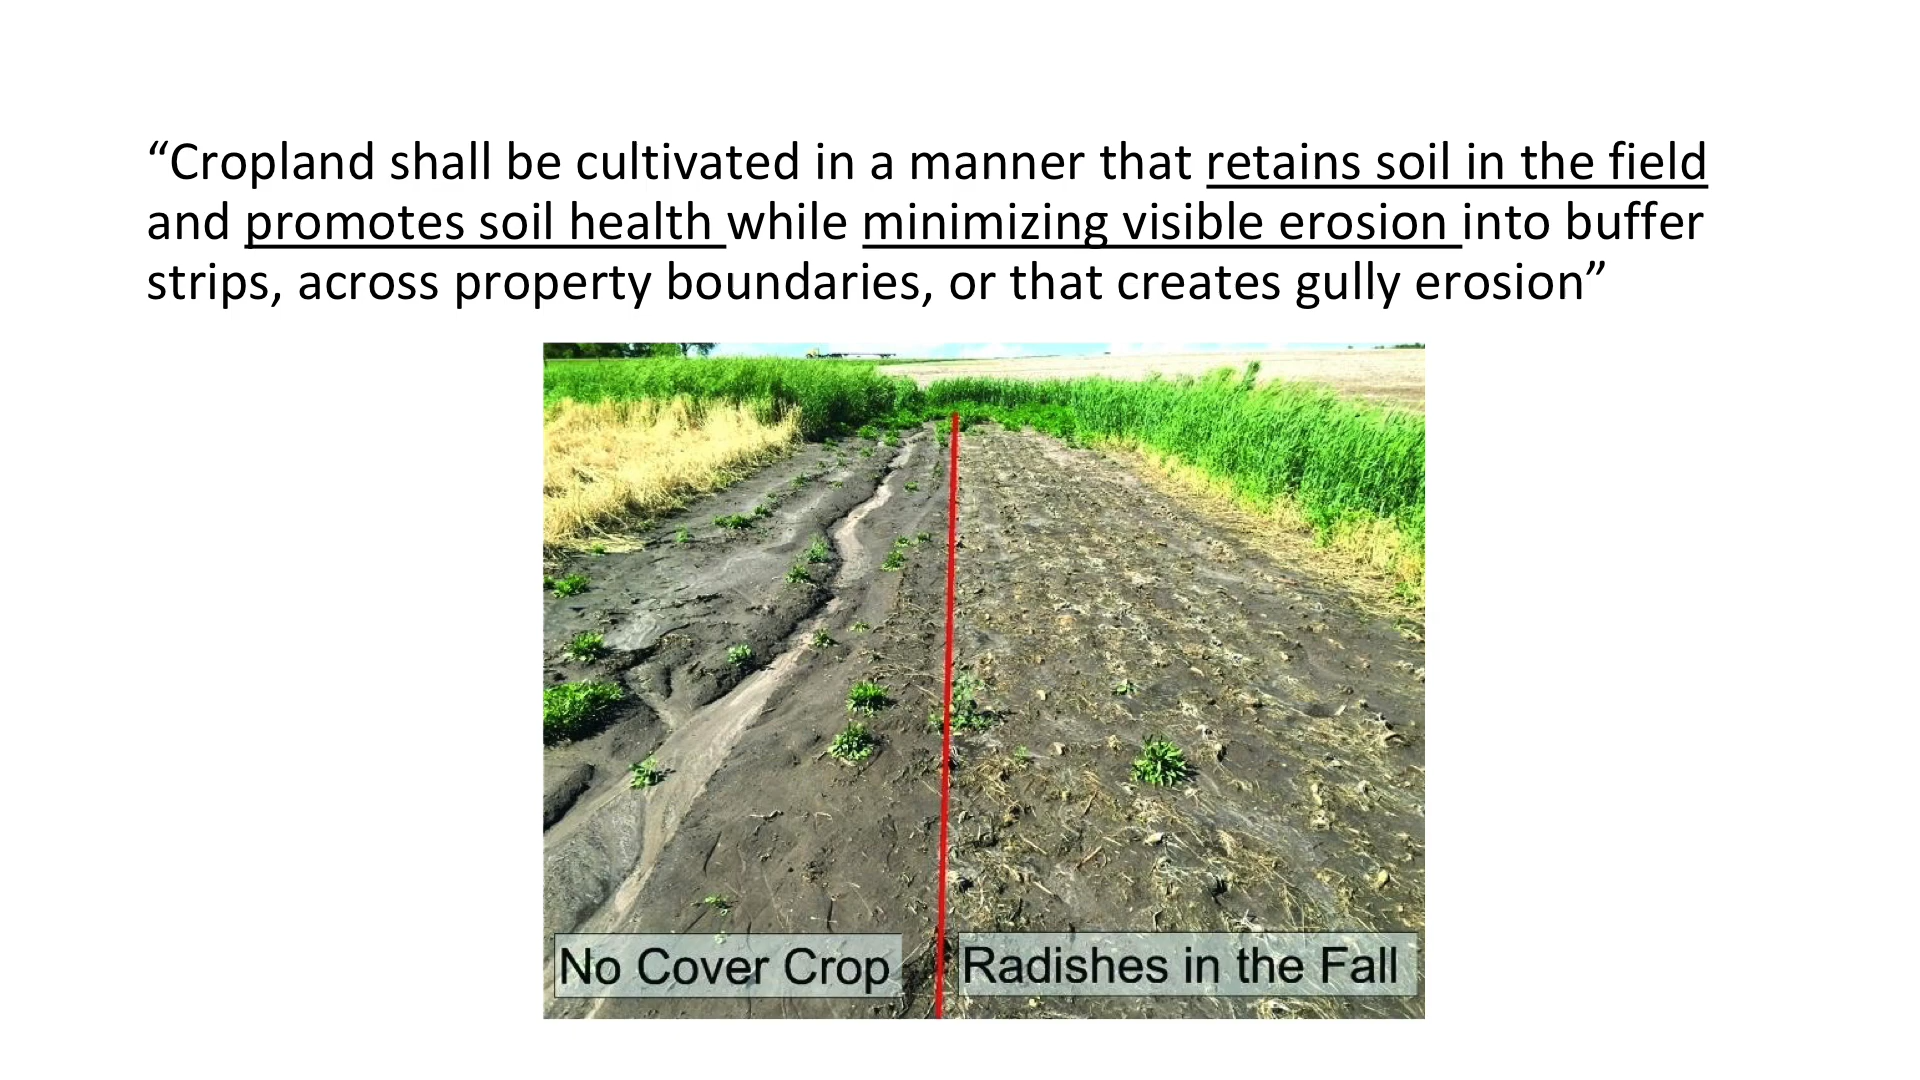 “Cropland shall be cultivated in a manner that retains soil in the field
and promotes soil health while minimizing visible erosion into buffer
strips, across property boundaries, or that creates gully erosion”
No Cover Crop
Radishes in the Fall